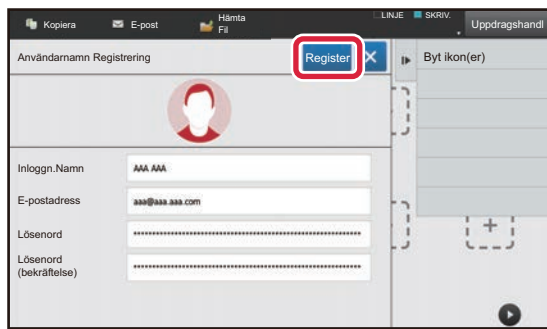 Kopiera
E-post
Hämta
Fil
LINJE
SKRIV.
Uppdragshandl
Användarnamn Registrering
Register
Byt ikon(er)
Inloggn.Namn
AAA AAA
E-postadress
aaa@aaa.aaa.com
Lösenord
Lösenord
(bekräftelse)